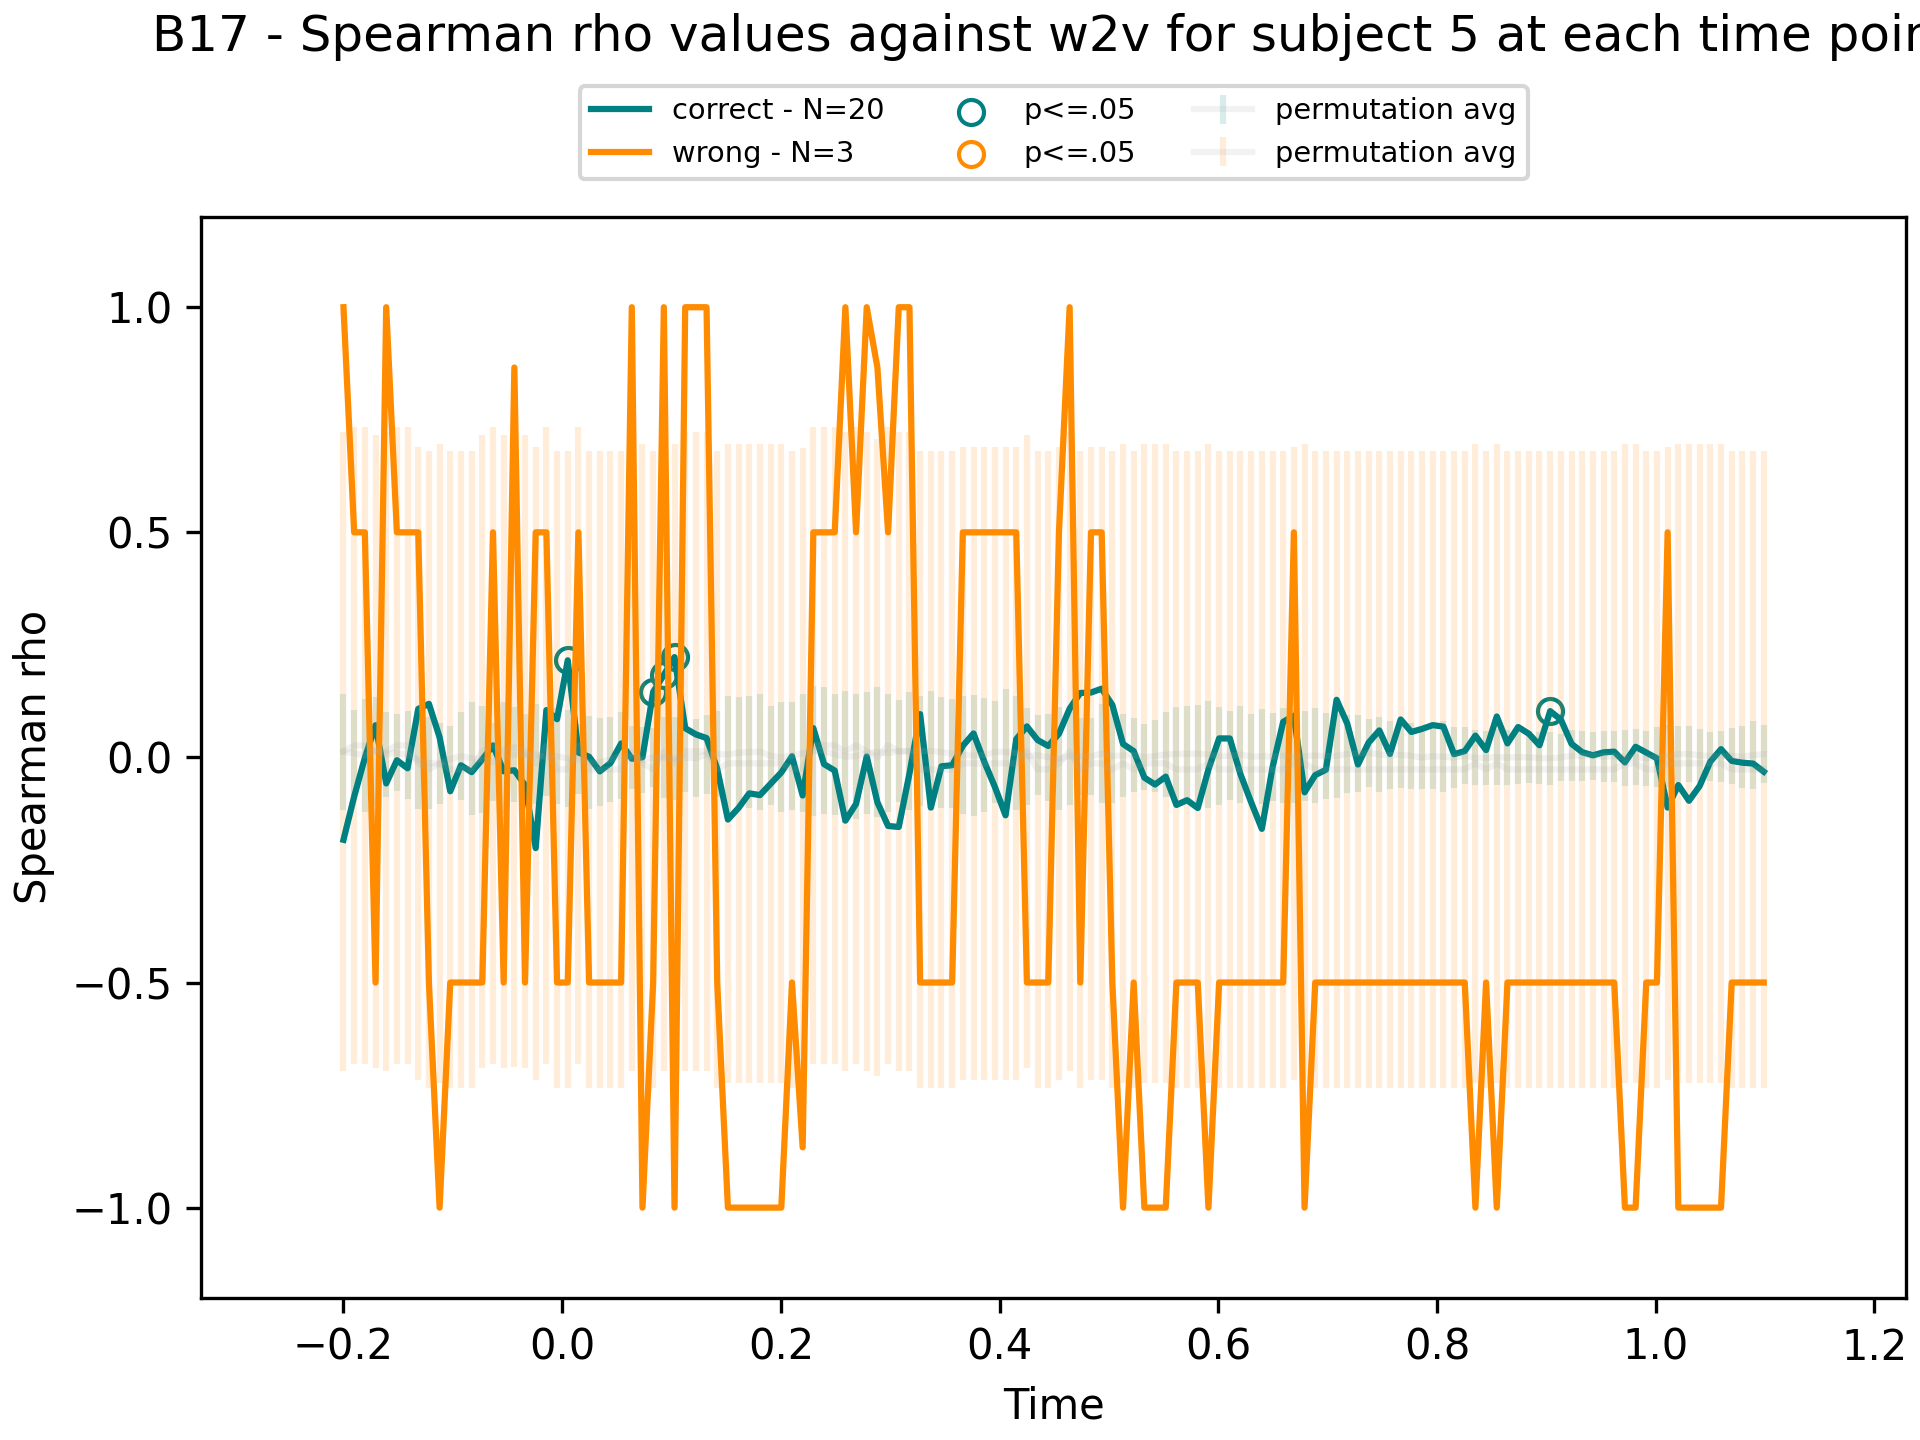 B17 - Spearman rho values against w2v for subject 5 at each time
correct - N=20
wrong - N=3
p<=.05
p<=.05
permutation avg
permutation avg
1.0
0.5
0.0
−0.5
−1.0
Spearman rho
−0.2 0.0 0.2 0.4 0.6 0.8 1.0 1.2
Time